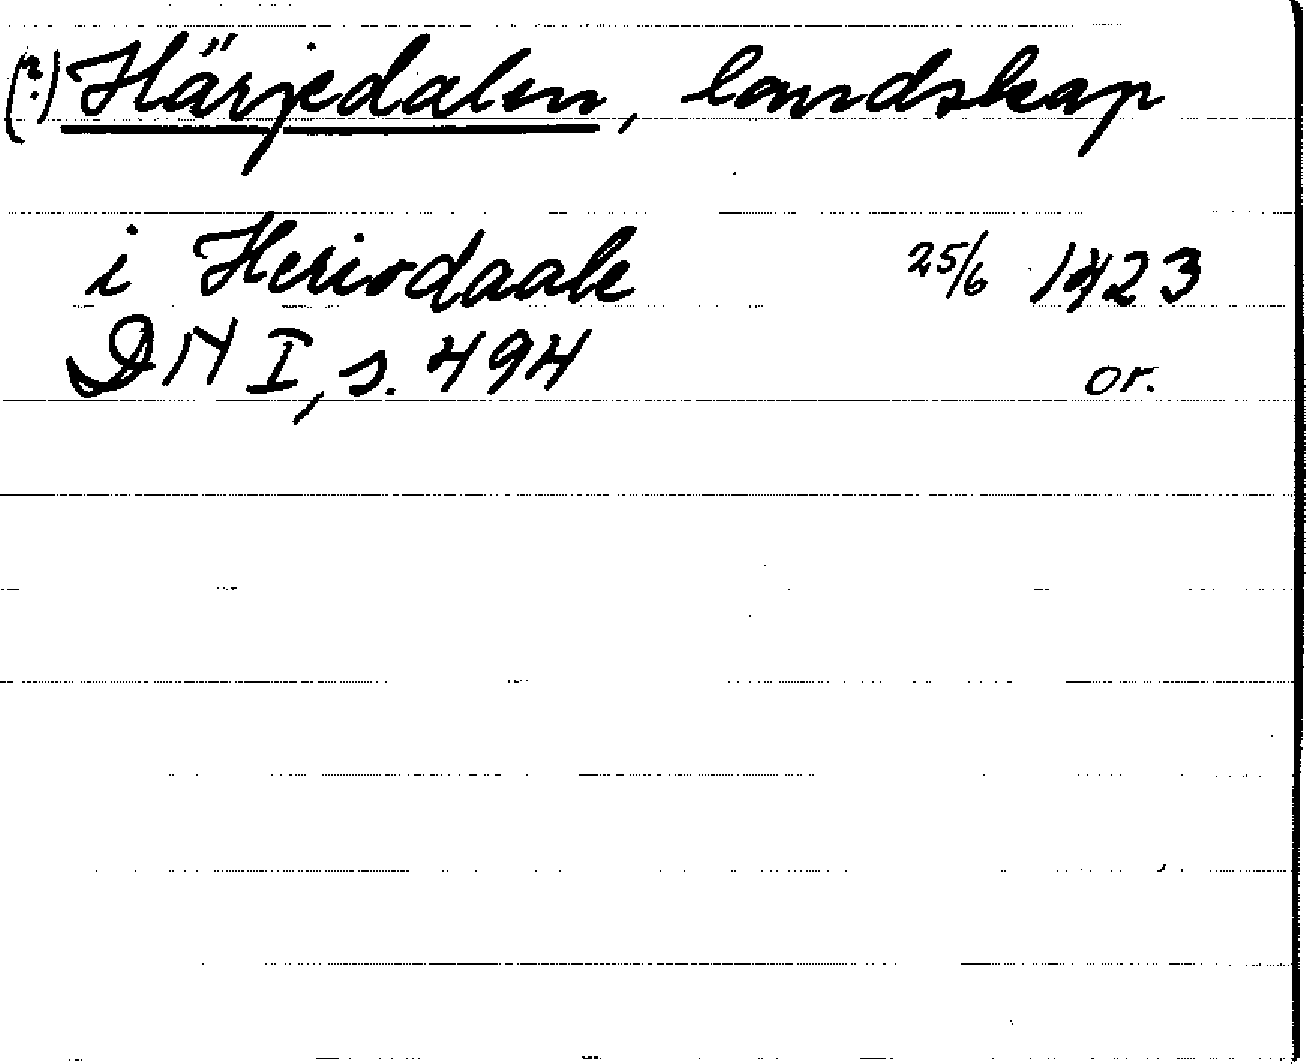 (?) Härjedalen, landskap
i Heriodaale 25/6 1423
DN I, s. 494 or.